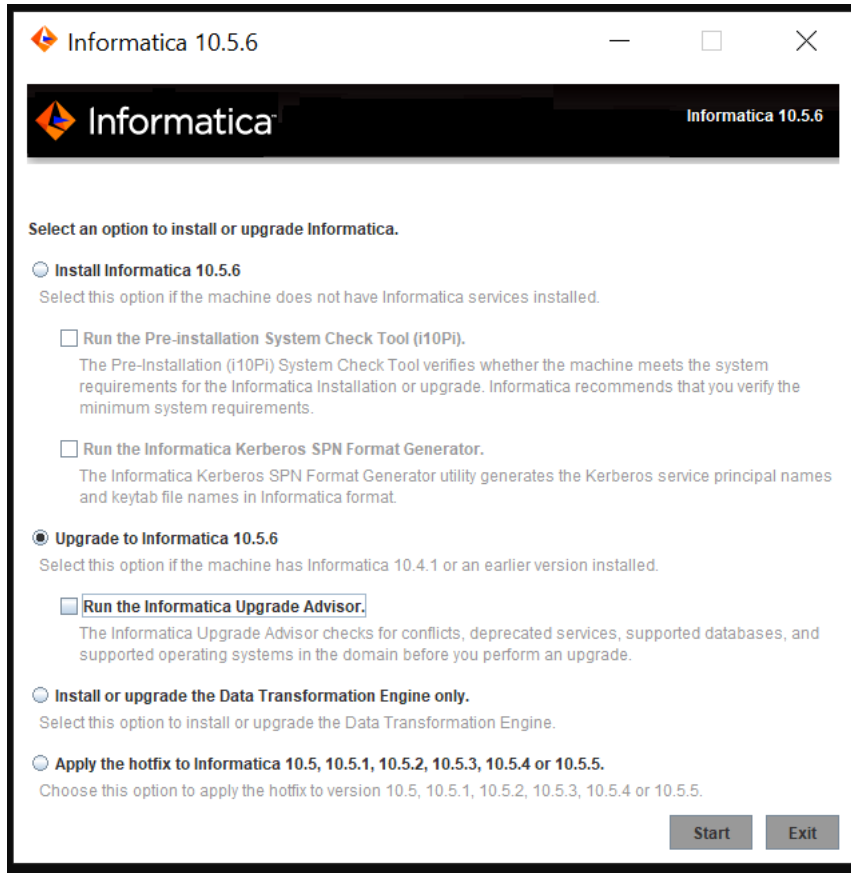 Informatica 10.5.6
Informatica
Informatica 10.5.6
Select an option to install or upgrade Informatica.
Install Informatica 10.5.6
Select this option if the machine does not have Informatica services installed.
Run the Pre-installation System Check Tool (i10Pi).
The Pre-Installation (i10Pi) System Check Tool verifies whether the machine meets the system
requirements for the Informatica Installation or upgrade. Informatica recommends that you verify the
minimum system requirements.
Run the Informatica Kerberos SPN Format Generator.
The Informatica Kerberos SPN Format Generator utility generates the Kerberos service principal names
and keytab file names in Informatica format.
Upgrade to Informatica 10.5.6
Select this option if the machine has Informatica 10.4.1 or an earlier version installed.
Run the Informatica Upgrade Advisor.
The Informatica Upgrade Advisor checks for conflicts, deprecated services, supported databases, and
supported operating systems in the domain before you perform an upgrade.
Install or upgrade the Data Transformation Engine only.
Select this option to install or upgrade the Data Transformation Engine.
Apply the hotfix to Informatica 10.5, 10.5.1, 10.5.2, 10.5.3, 10.5.4 or 10.5.5.
Choose this option to apply the hotfix to version 10.5, 10.5.1, 10.5.2, 10.5.3, 10.5.4 or 10.5.5.
Start Exit